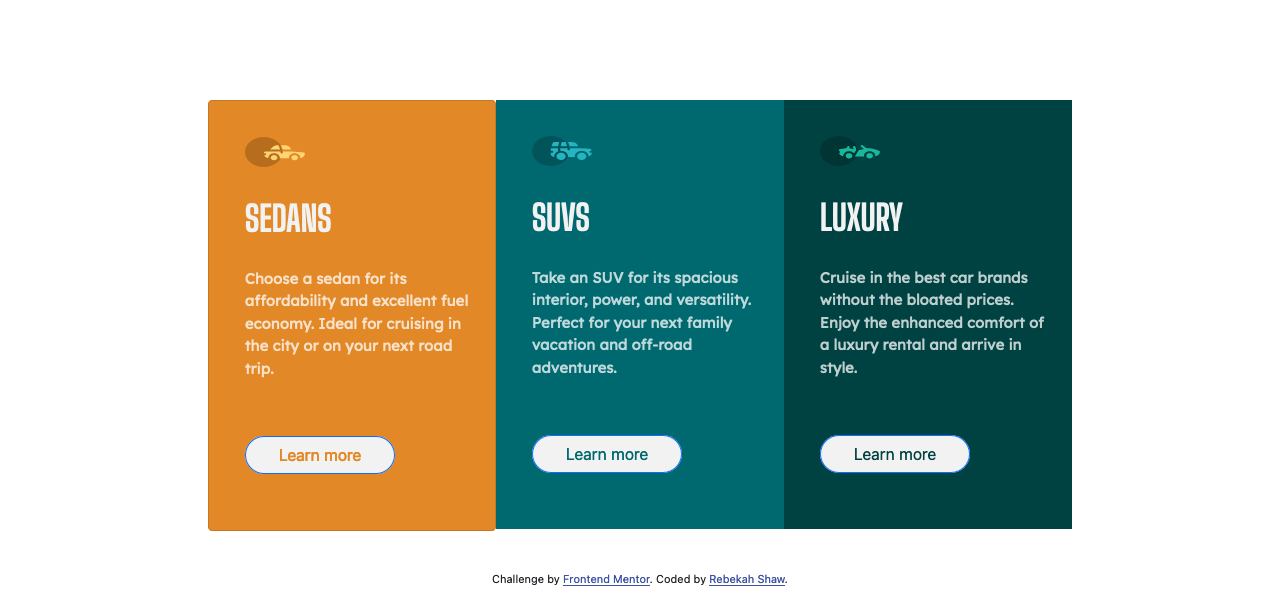 SEDANS
Choose a sedan for its
affordability and excellent fuel
economy. Ideal for cruising in
the city or on your next road
trip.
Learn more
SUVS
Take an SUV for its spacious
interior, power, and versatility.
Perfect for your next family
vacation and off-road
adventures.
Learn more
LUXURY
Cruise in the best car brands
without the bloated prices.
Enjoy the enhanced comfort of
a luxury rental and arrive in
style.
Learn more
Challenge by Frontend Mentor. Coded by Rebekah Shaw.